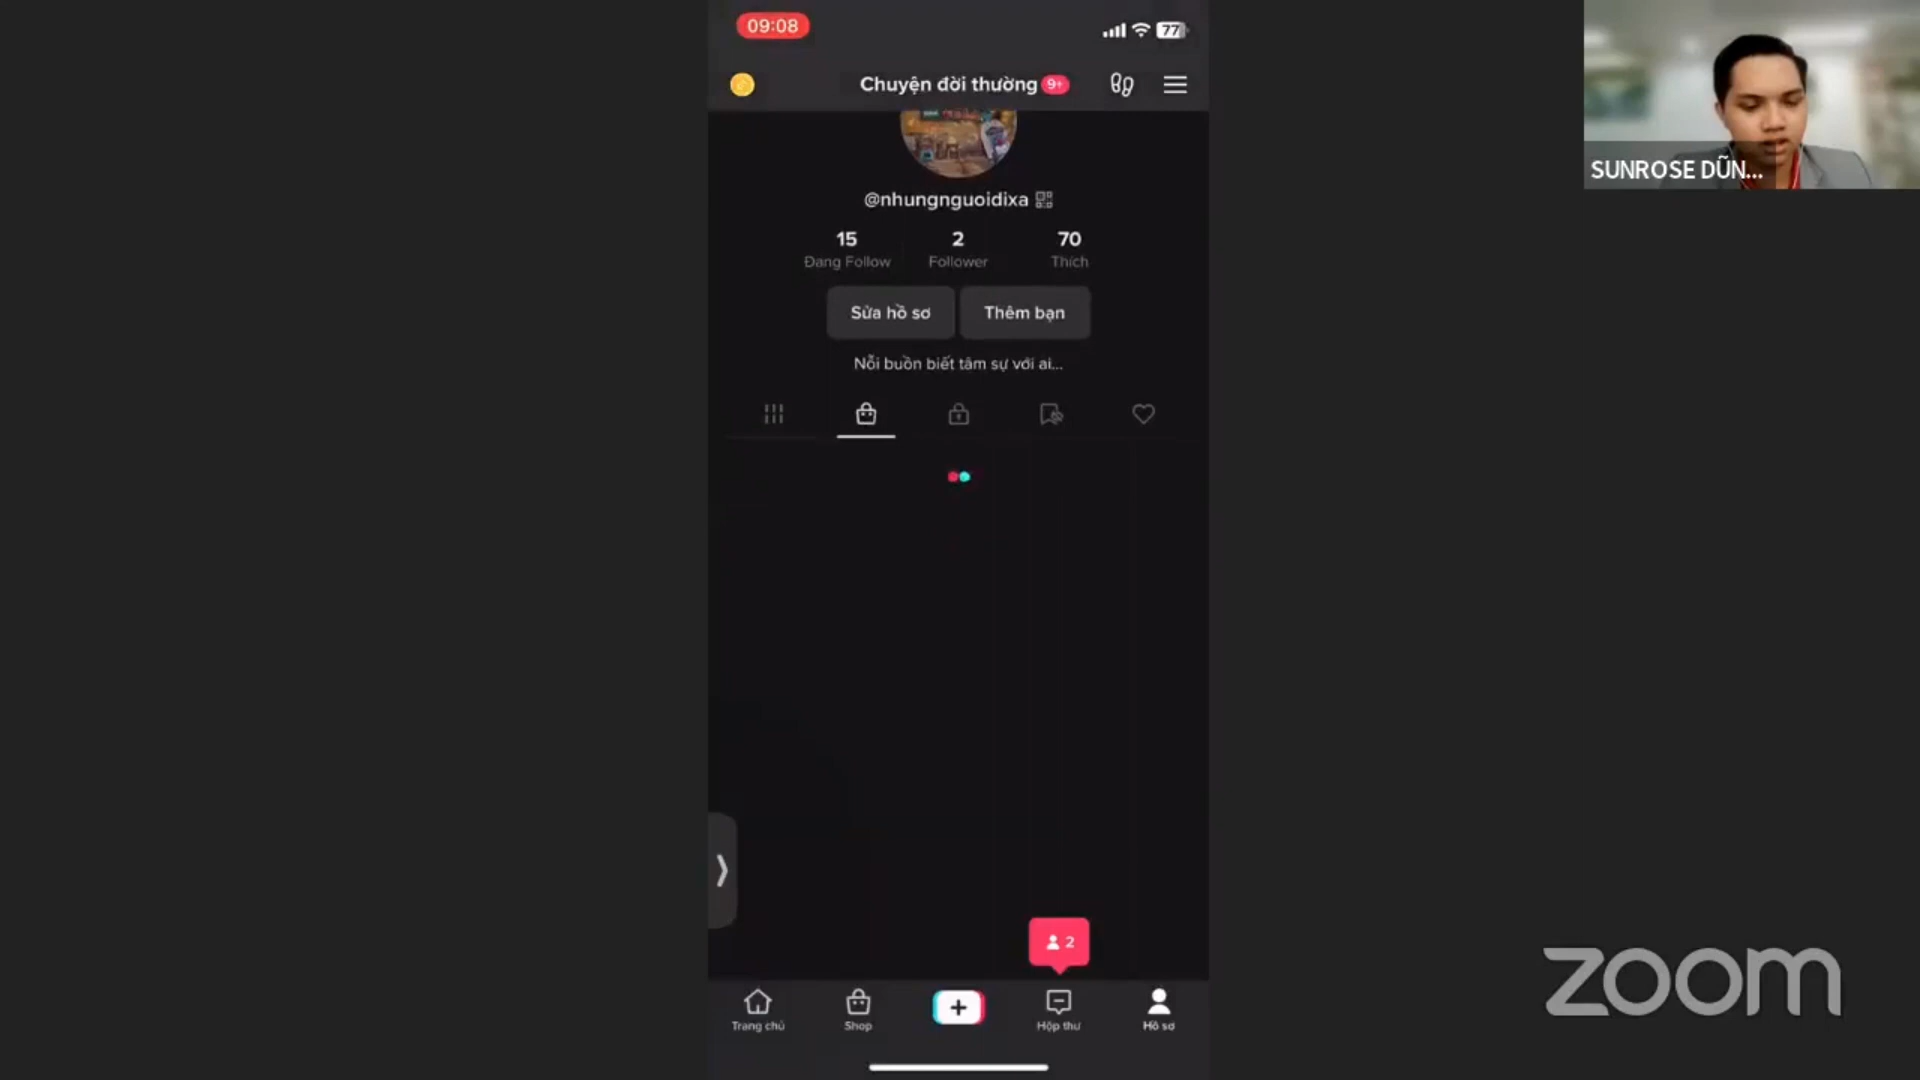 09:08
77
Chuyện đời thường 9+
SUNROSE DŨN...
@nhungnguoidixa
15 2 70
Đang Follow Follower Thích
Sửa hồ sơ Thêm bạn
Nỗi buồn biết tâm sự với ai...
2
Trang chủ Shop Hộp thư Hồ sơ
zoom